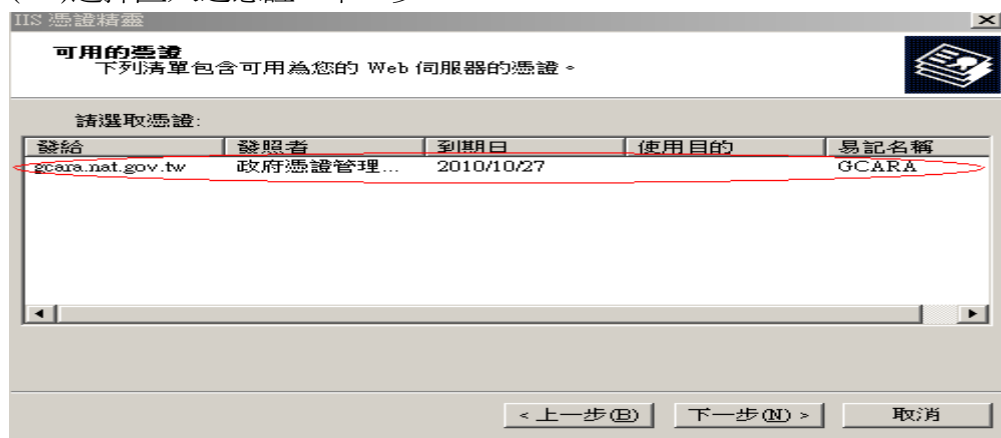 IIS 憑證精靈
可用的憑證
下列清單包含可用為您的 Web 伺服器的憑證。
請選取憑證:
發給 發照者 到期日 使用目的 易記名稱
gcara.nat.gov.tw 政府憑證管理... 2010/10/27 GCARA
<上一步(B) 下一步(N) > 取消